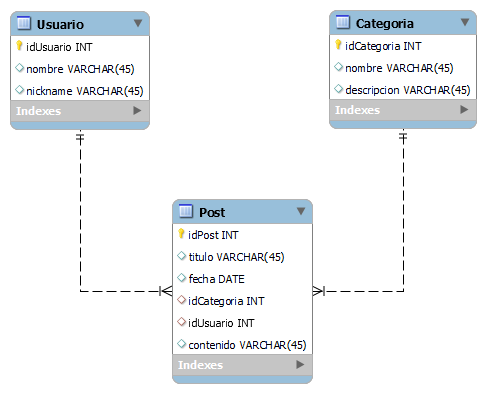 Usuario
idUsuario INT
nombre VARCHAR(45)
nickname VARCHAR(45)
Indexes
Categoria
idCategoria INT
nombre VARCHAR(45)
descripcion VARCHAR(45)
Indexes
Post
idPost INT
titulo VARCHAR(45)
fecha DATE
idCategoria INT
idUsuario INT
contenido VARCHAR(45)
Indexes